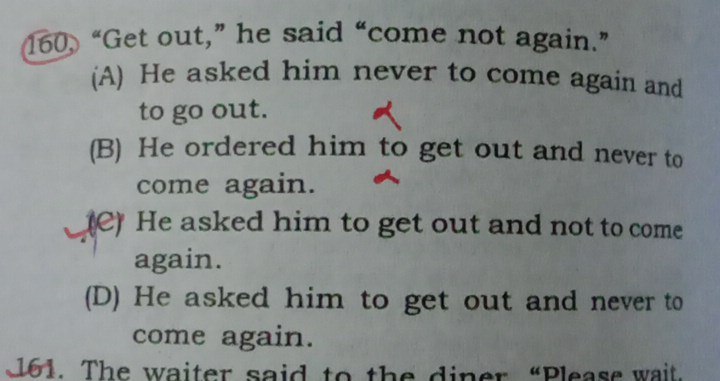 160. “Get out,” he said “come not again.”
(A) He asked him never to come again and
to go out.
(B) He ordered him to get out and never to
come again.
(C) He asked him to get out and not to come
again.
(D) He asked him to get out and never to
come again.
161. The waiter said to the diner, “Please wait.